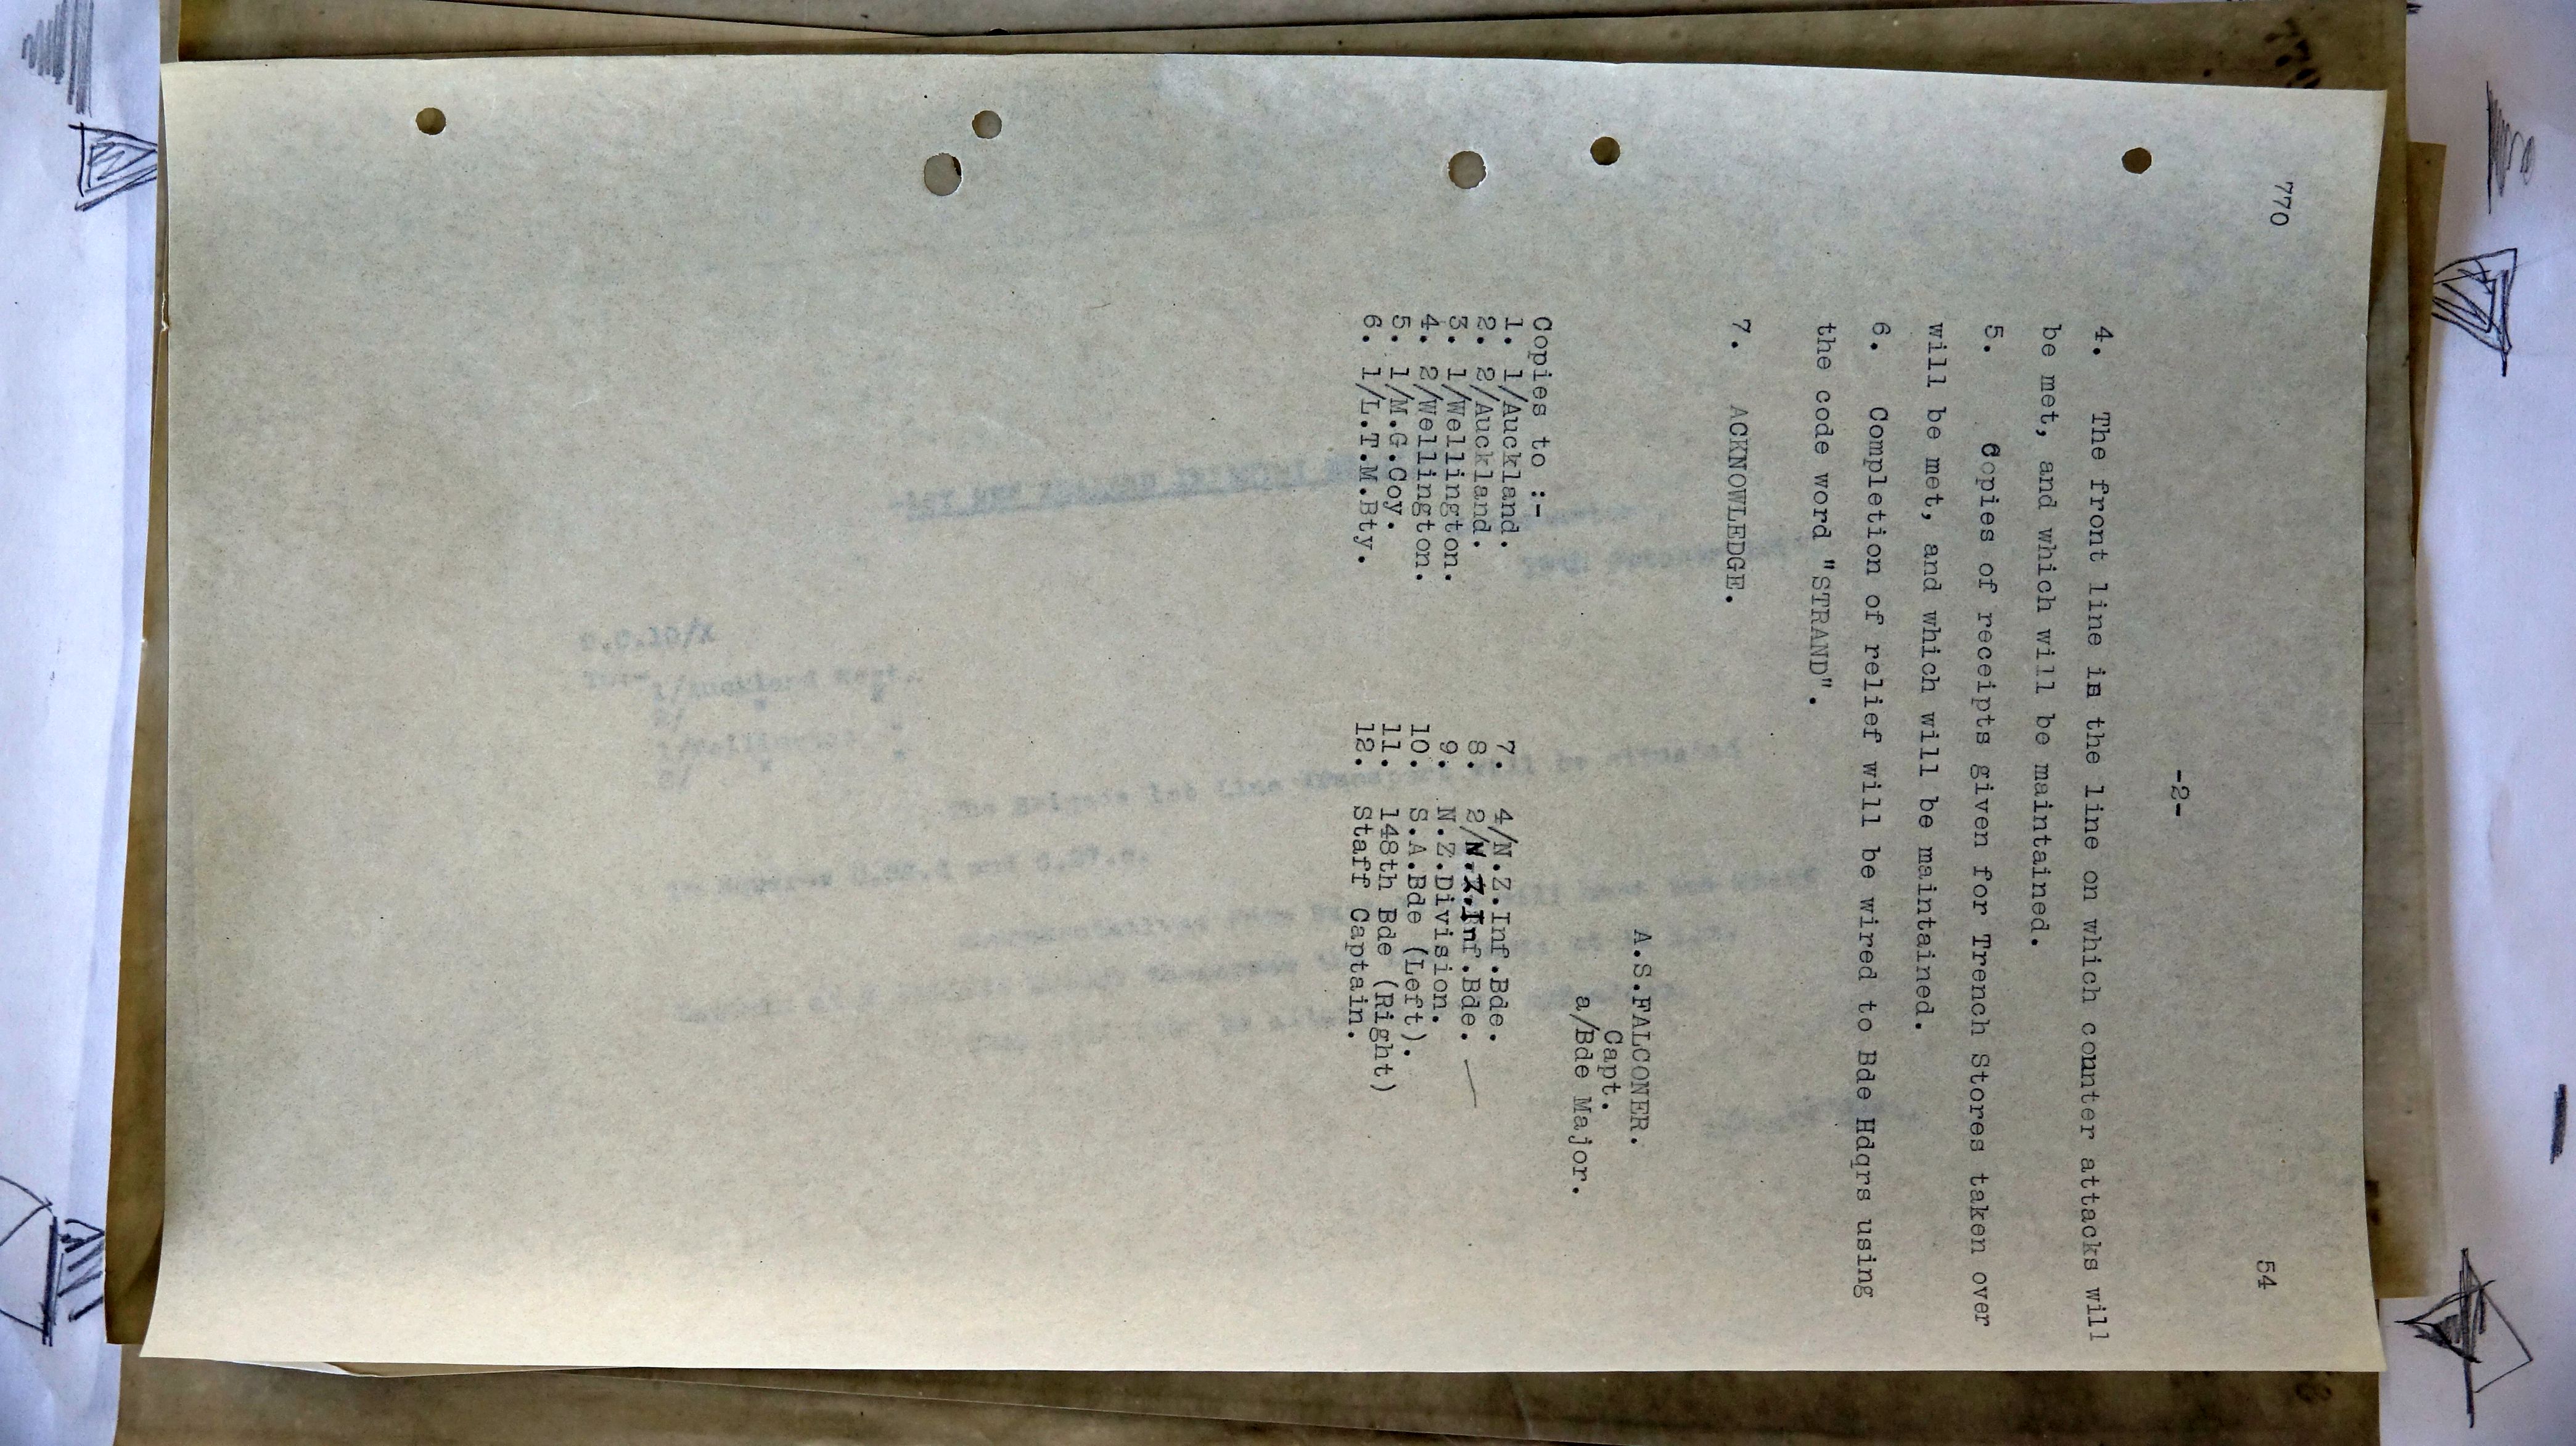 770
54
-2-
4. The front line in the line on which counter attacks will
be met, and which will be maintained.
5. Copies of receipts given for Trench Stores taken over
will be met, and which will be maintained.
6. Completion of relief will be wired to Bde Hdqrs using
the code word "STRAND".
7. ACKNOWLEDGE.
A.S.FALCONER.
Capt.
a/Bde Major.
Copies to :-
1. 1/Auckland.
2. 2/Auckland.
3. 1/Wellington.
4. 2/Wellington.
5. 1/M.G.Coy.
6. 1/L.T.M.Bty.
7. 4/N.Z.Inf.Bde.
8. 2/N.Z.Inf.Bde.
9. N.Z.Division.
10. S.A.Bde (Left).
11. 148th Bde (Right)
12. Staff Captain.